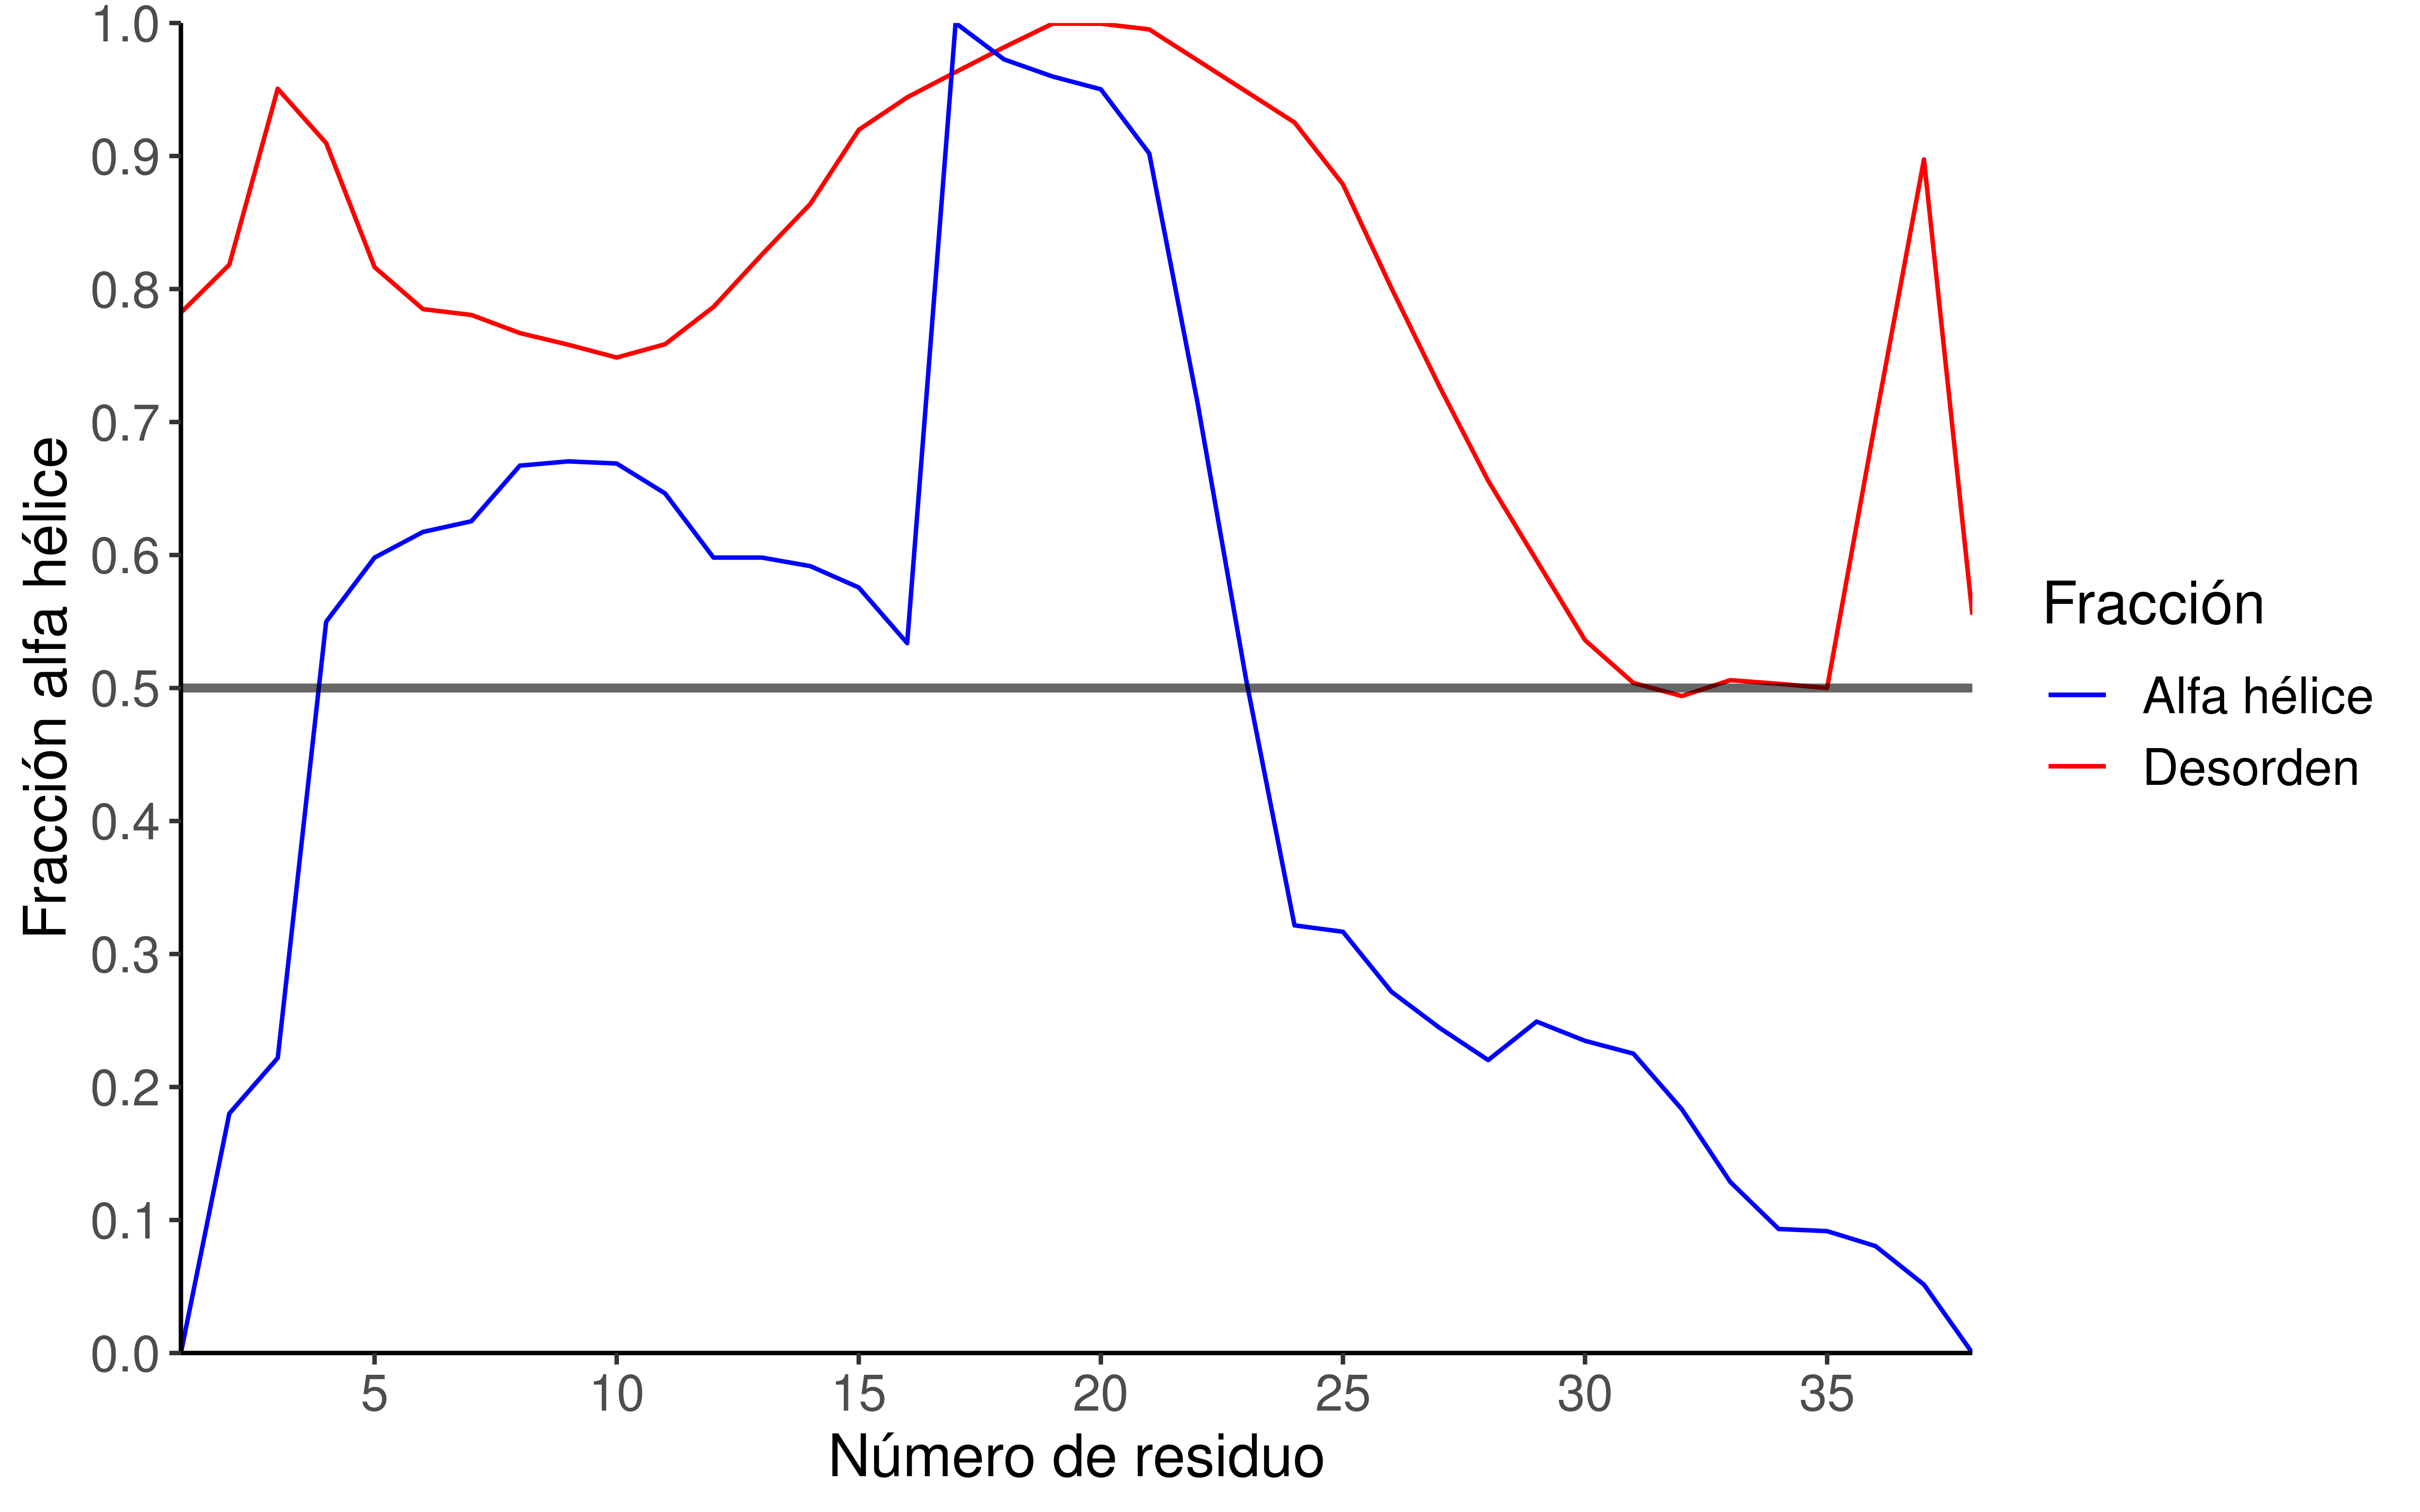 1.0
0.9
0.8
0.7
0.6
0.5
0.4
0.3
0.2
0.1
0.0
Fracción alfa hélice
5 10 15 20 25 30 35
Número de residuo
Fracción
Alfa hélice
Desorden